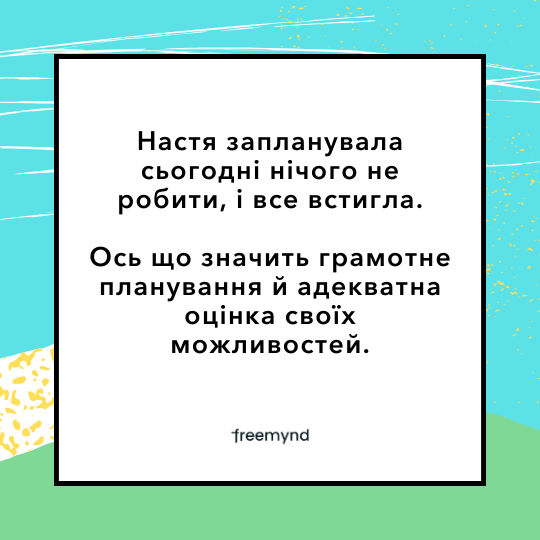 Настя запланувала
сьогодні нічого не
робити, і все встигла.
Ось що значить грамотне
планування й адекватна
оцінка своїх
можливостей.
freemynd